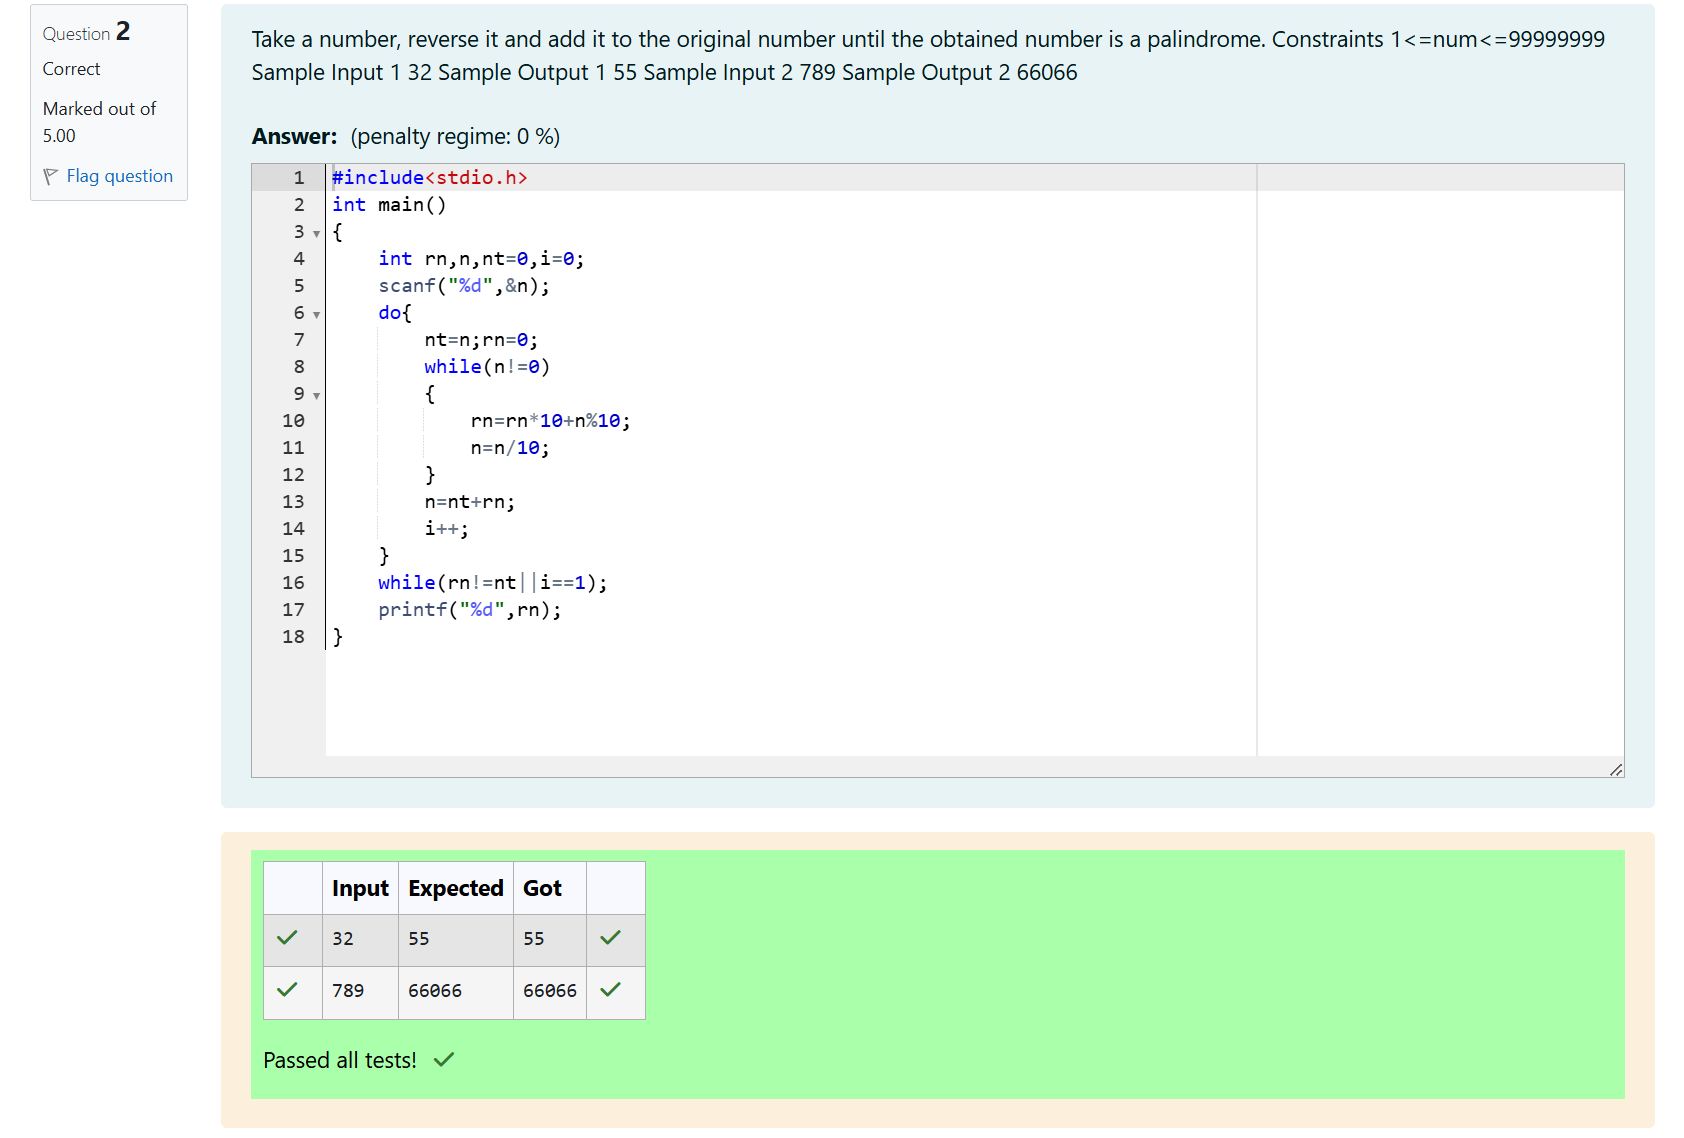 Question 2
Correct
Marked out of
5.00
Flag question
Take a number, reverse it and add it to the original number until the obtained number is a palindrome. Constraints 1<=num<=99999999
Sample Input 1 32 Sample Output 1 55 Sample Input 2 789 Sample Output 2 66066
Answer: (penalty regime: 0 %)
1 #include<stdio.h>
2 int main()
3 {
4     int rn,n,nt=0,i=0;
5     scanf("%d",&n);
6     do{
7         nt=n;rn=0;
8         while(n!=0)
9         {
10             rn=rn*10+n%10;
11             n=n/10;
12         }
13         n=nt+rn;
14         i++;
15     }
16     while(rn!=nt||i==1);
17     printf("%d",rn);
18 }
Input Expected Got
32 55 55
789 66066 66066
Passed all tests!